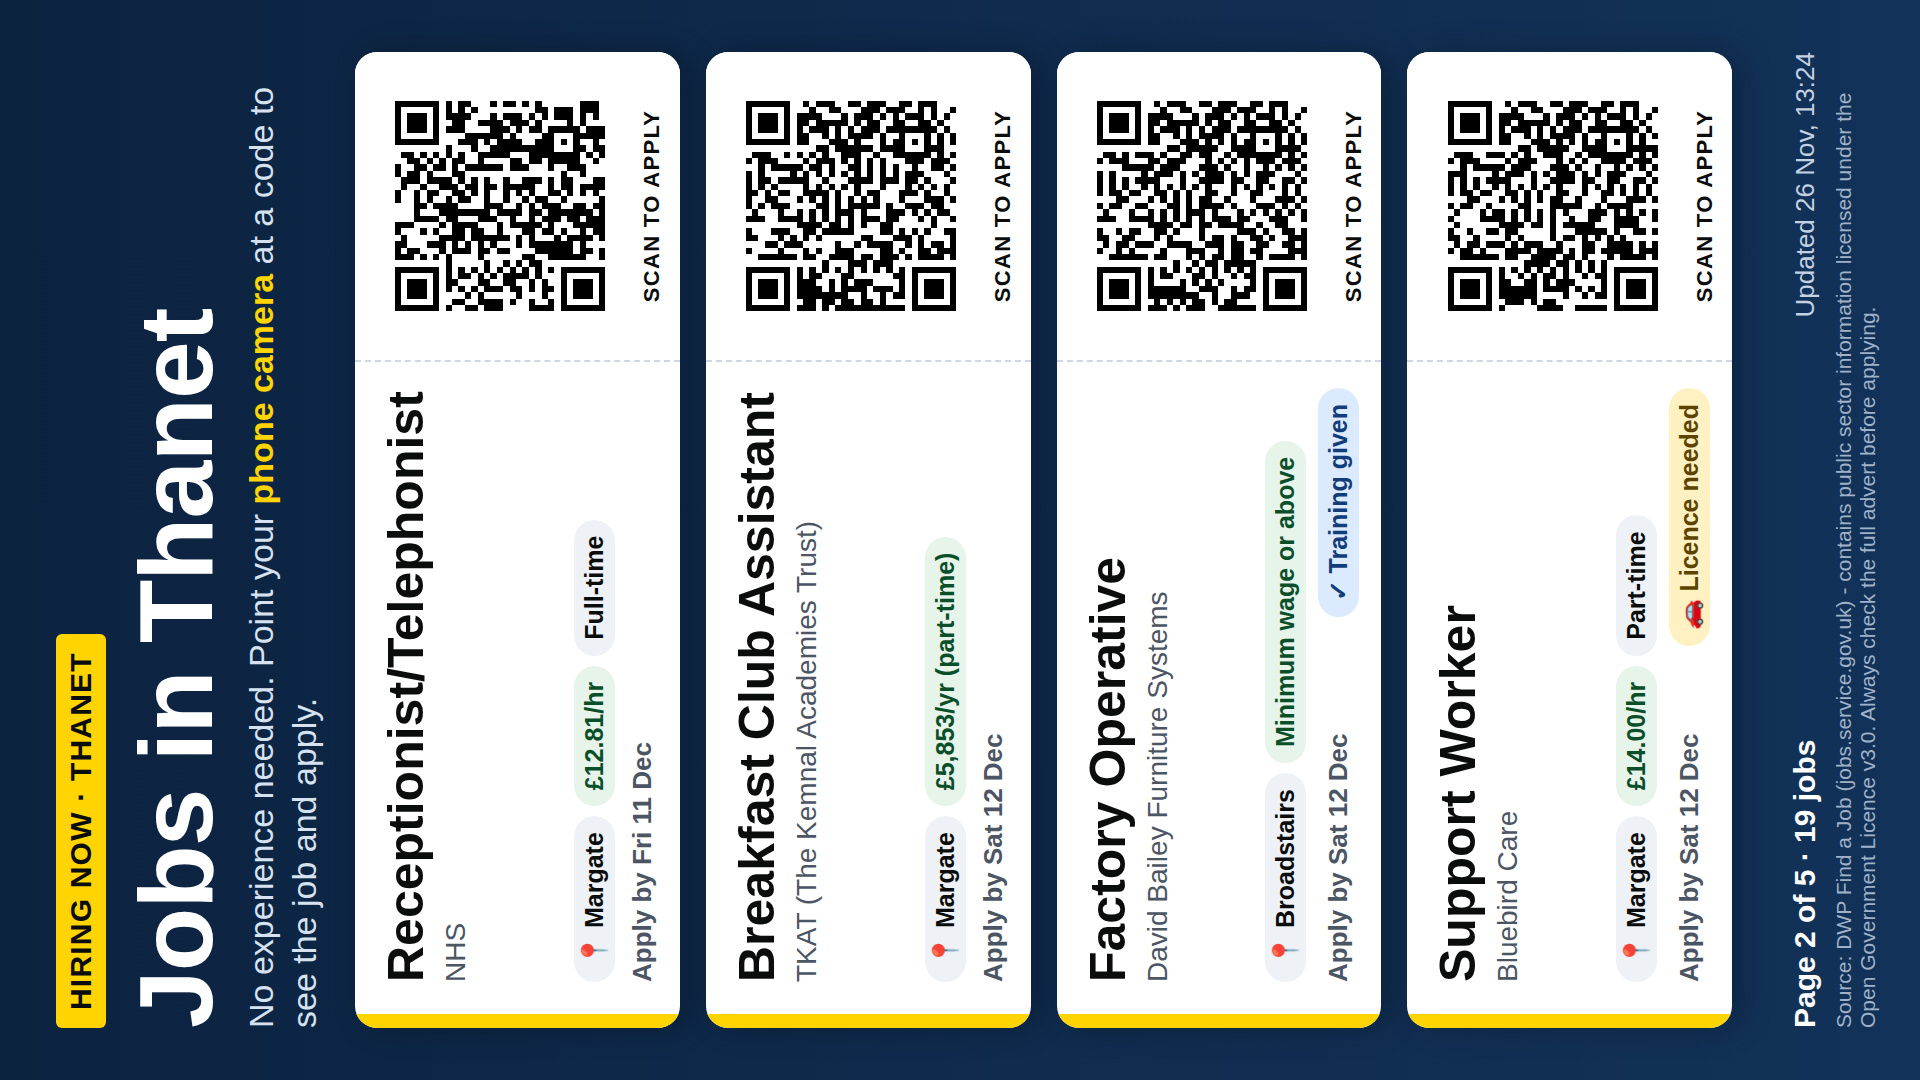 HIRING NOW · THANET
Jobs in Thanet
No experience needed. Point your phone camera at a code to
see the job and apply.
Receptionist/Telephonist
NHS
📍 Margate £12.81/hr Full-time
Apply by Fri 11 Dec
SCAN TO APPLY
Breakfast Club Assistant
TKAT (The Kemnal Academies Trust)
📍 Margate £5,853/yr (part-time)
Apply by Sat 12 Dec
SCAN TO APPLY
Factory Operative
David Bailey Furniture Systems
📍 Broadstairs Minimum wage or above
Apply by Sat 12 Dec ✓ Training given
SCAN TO APPLY
Support Worker
Bluebird Care
📍 Margate £14.00/hr Part-time
Apply by Sat 12 Dec 🚗 Licence needed
SCAN TO APPLY
Page 2 of 5 · 19 jobs Updated 26 Nov, 13:24
Source: DWP Find a Job (jobs.service.gov.uk) - contains public sector information licensed under the
Open Government Licence v3.0. Always check the full advert before applying.